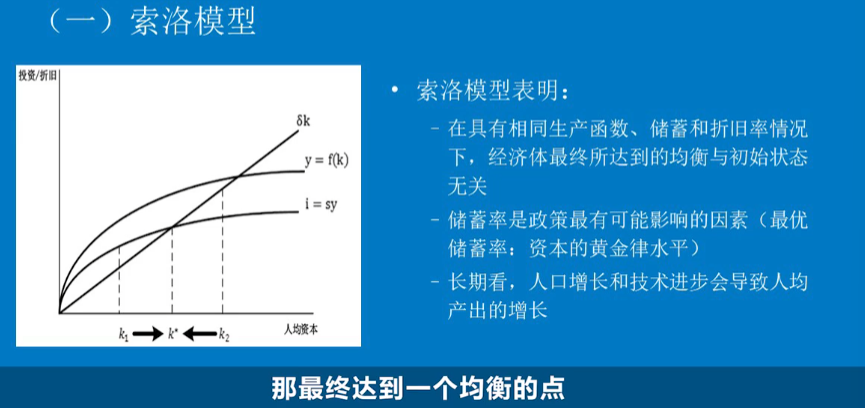 （一）索洛模型
投资/折旧
δk
y = f(k)
i = sy
k₁
k*
k₂
人均资本
• 索洛模型表明：
– 在具有相同生产函数、储蓄和折旧率情况
下，经济体最终所达到的均衡与初始状态
无关
– 储蓄率是政策最有可能影响的因素（最优
储蓄率：资本的黄金律水平）
– 长期看，人口增长和技术进步会导致人均
产出的增长
那最终达到一个均衡的点